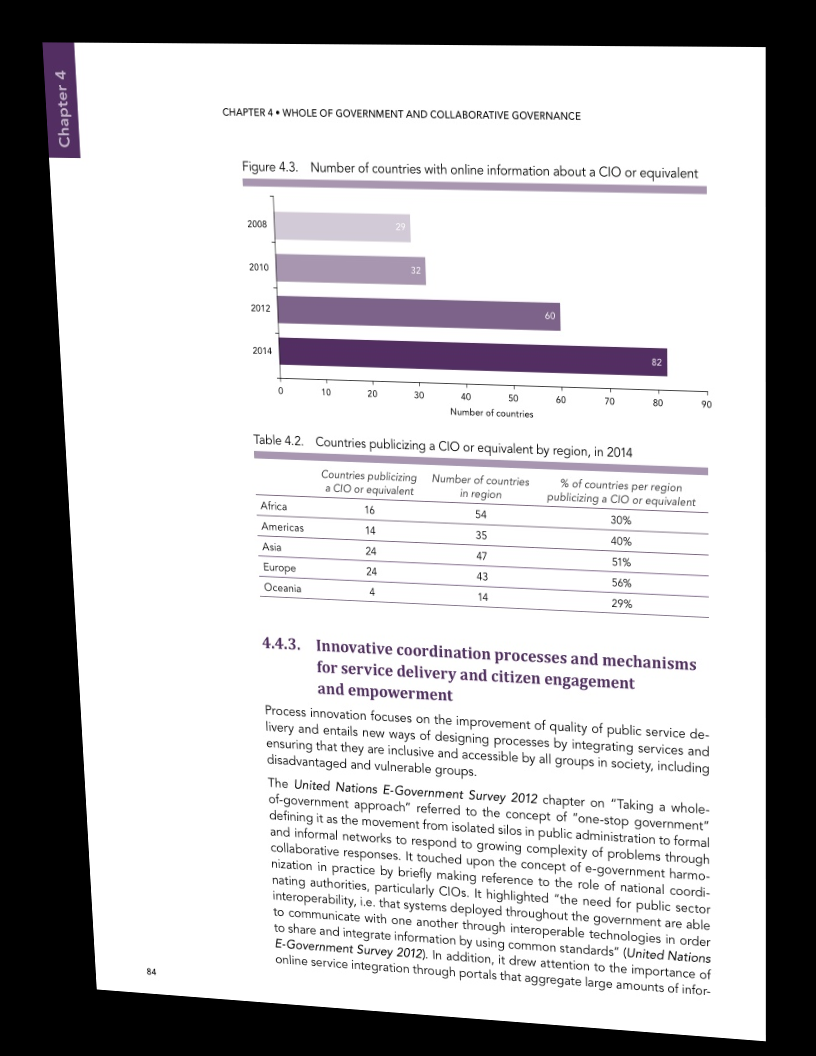 Chapter 4
CHAPTER 4 • WHOLE OF GOVERNMENT AND COLLABORATIVE GOVERNANCE
Figure 4.3. Number of countries with online information about a CIO or equivalent
2008 29
2010 32
2012 60
2014 82
0 10 20 30 40 50 60 70 80 90
Number of countries
Table 4.2. Countries publicizing a CIO or equivalent by region, in 2014
Countries publicizing Number of countries % of countries per region
a CIO or equivalent in region publicizing a CIO or equivalent
Africa 16 54 30%
Americas 14 35 40%
Asia 24 47 51%
Europe 24 43 56%
Oceania 4 14 29%
4.4.3. Innovative coordination processes and mechanisms
for service delivery and citizen engagement
and empowerment
Process innovation focuses on the improvement of quality of public service de-
livery and entails new ways of designing processes by integrating services and
ensuring that they are inclusive and accessible by all groups in society, including
disadvantaged and vulnerable groups.
The United Nations E-Government Survey 2012 chapter on "Taking a whole-
of-government approach" referred to the concept of "one-stop government"
defining it as the movement from isolated silos in public administration to formal
and informal networks to respond to growing complexity of problems through
collaborative responses. It touched upon the concept of e-government harmo-
nization in practice by briefly making reference to the role of national coordi-
nating authorities, particularly CIOs. It highlighted "the need for public sector
interoperability, i.e. that systems deployed throughout the government are able
to communicate with one another through interoperable technologies in order
to share and integrate information by using common standards" (United Nations
E-Government Survey 2012). In addition, it drew attention to the importance of
online service integration through portals that aggregate large amounts of infor-
84